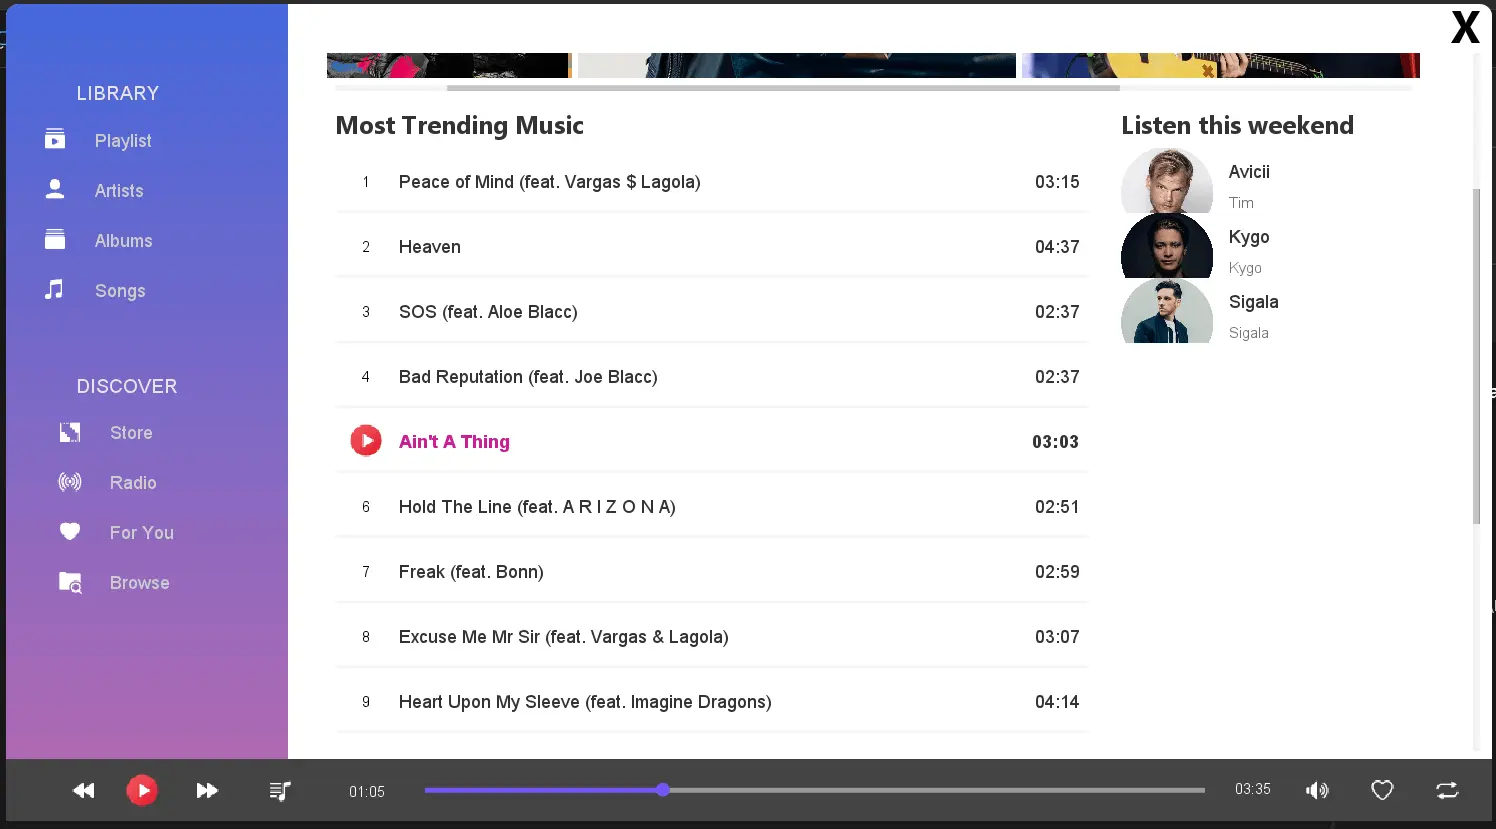 X
LIBRARY
Playlist
Artists
Albums
Songs
DISCOVER
Store
Radio
For You
Browse
Most Trending Music
1 Peace of Mind (feat. Vargas $ Lagola) 03:15
2 Heaven 04:37
3 SOS (feat. Aloe Blacc) 02:37
4 Bad Reputation (feat. Joe Blacc) 02:37
Ain't A Thing 03:03
6 Hold The Line (feat. A R I Z O N A) 02:51
7 Freak (feat. Bonn) 02:59
8 Excuse Me Mr Sir (feat. Vargas & Lagola) 03:07
9 Heart Upon My Sleeve (feat. Imagine Dragons) 04:14
Listen this weekend
Avicii
Tim
Kygo
Kygo
Sigala
Sigala
01:05
03:35